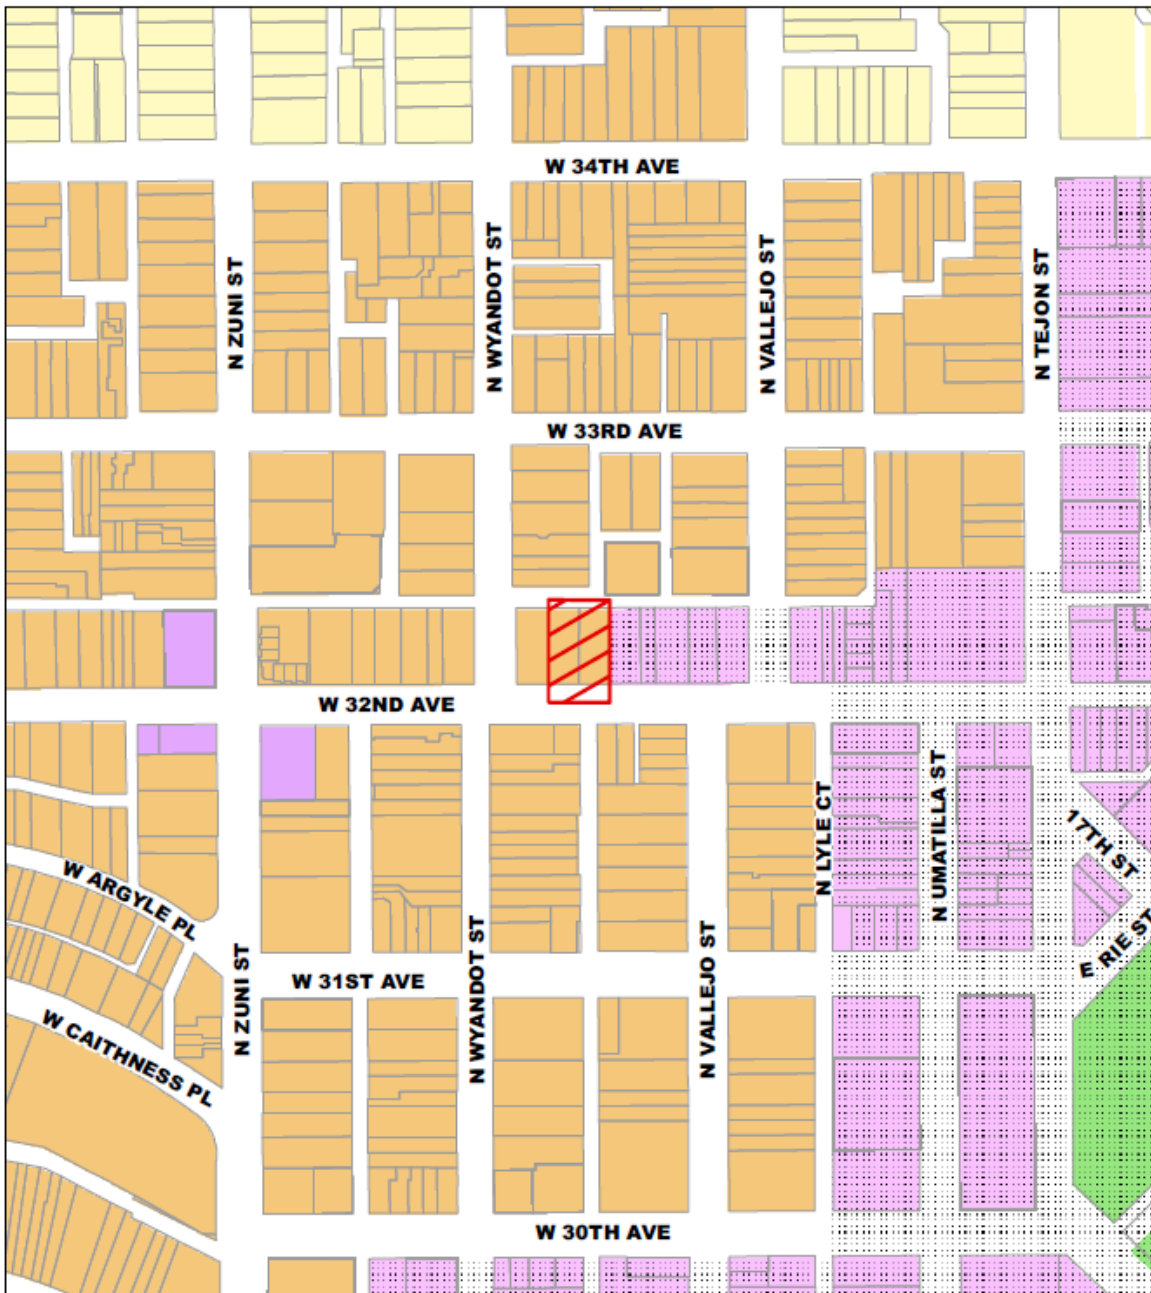 W 34TH AVE
N ZUNI ST
N WYANDOT ST
N VALLEJO ST
N TEJON ST
W 33RD AVE
W 32ND AVE
N LYLE CT
N UMATILLA ST
17TH ST
W ARGYLE PL
E RIE ST
N ZUNI ST
W 31ST AVE
N WYANDOT ST
N VALLEJO ST
W CAITHNESS PL
W 30TH AVE